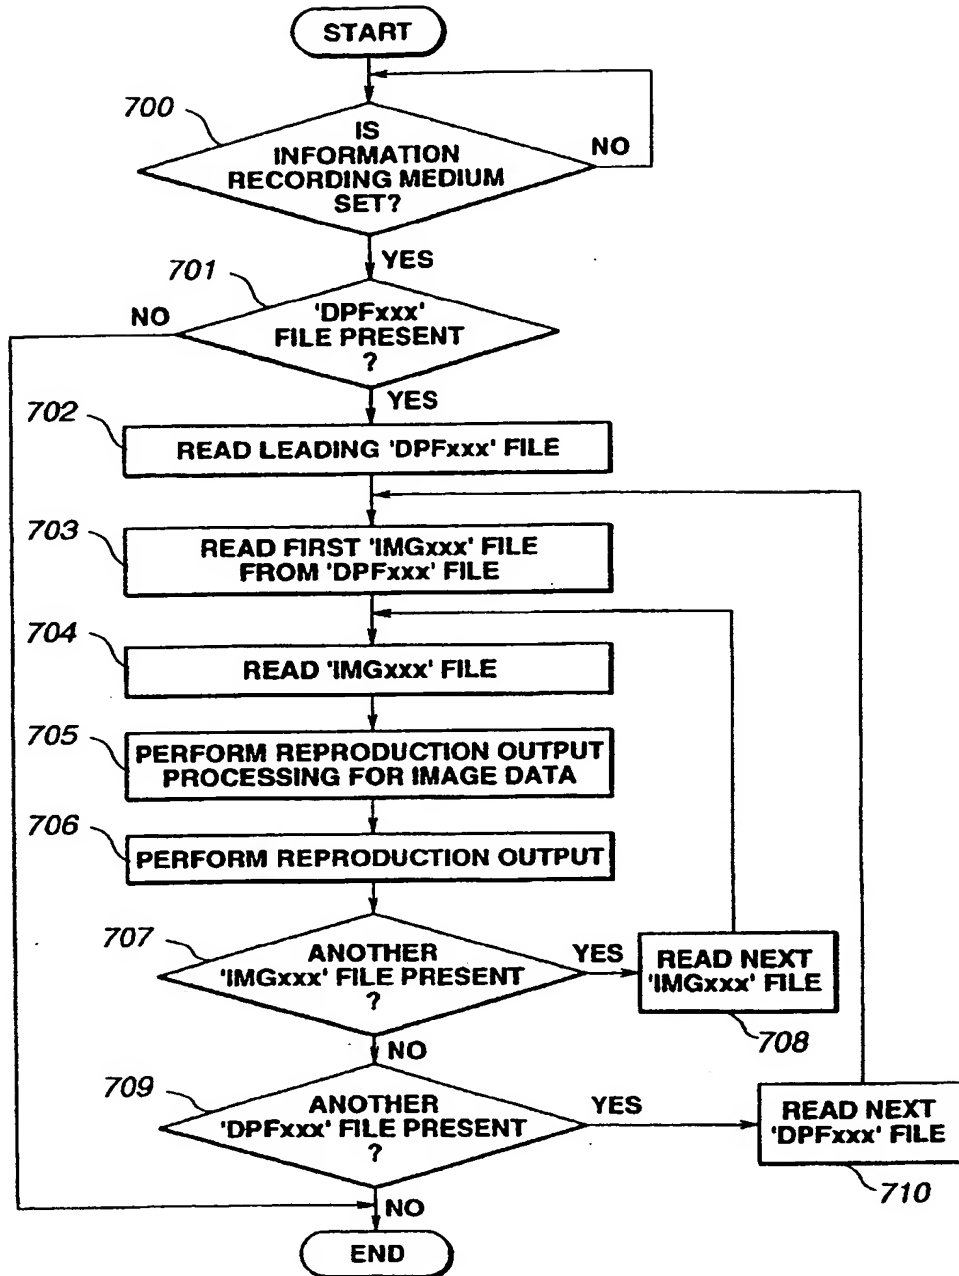 START
700
IS
INFORMATION
RECORDING MEDIUM
SET?
NO
YES
701
NO
'DPFxxx'
FILE PRESENT
?
YES
702
READ LEADING 'DPFxxx' FILE
703
READ FIRST 'IMGxxx' FILE
FROM 'DPFxxx' FILE
704
READ 'IMGxxx' FILE
705
PERFORM REPRODUCTION OUTPUT
PROCESSING FOR IMAGE DATA
706
PERFORM REPRODUCTION OUTPUT
707
ANOTHER
'IMGxxx' FILE PRESENT
?
YES
READ NEXT
'IMGxxx' FILE
708
NO
709
ANOTHER
'DPFxxx' FILE PRESENT
?
YES
READ NEXT
'DPFxxx' FILE
710
NO
END